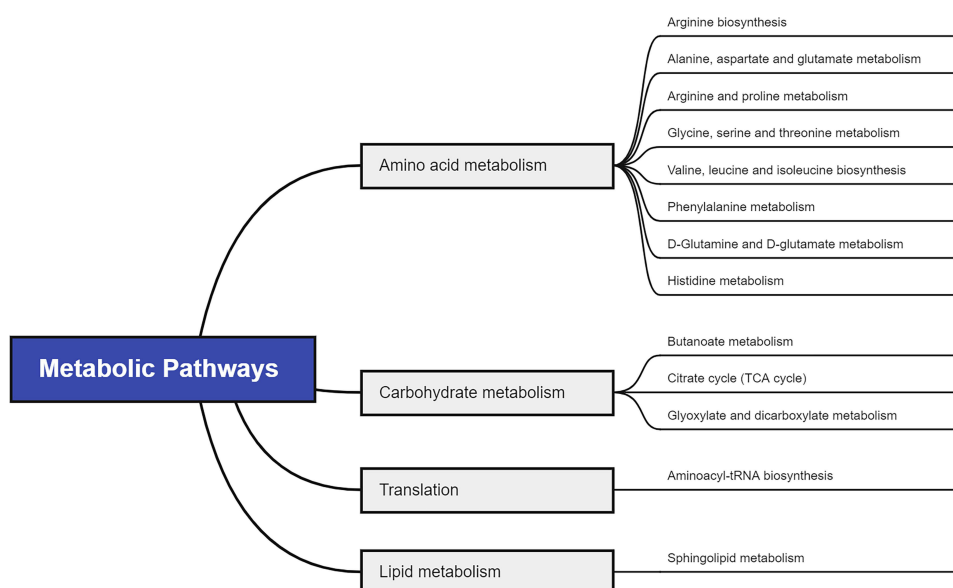 Metabolic Pathways
Amino acid metabolism
Arginine biosynthesis
Alanine, aspartate and glutamate metabolism
Arginine and proline metabolism
Glycine, serine and threonine metabolism
Valine, leucine and isoleucine biosynthesis
Phenylalanine metabolism
D-Glutamine and D-glutamate metabolism
Histidine metabolism
Carbohydrate metabolism
Butanoate metabolism
Citrate cycle (TCA cycle)
Glyoxylate and dicarboxylate metabolism
Translation
Aminoacyl-tRNA biosynthesis
Lipid metabolism
Sphingolipid metabolism